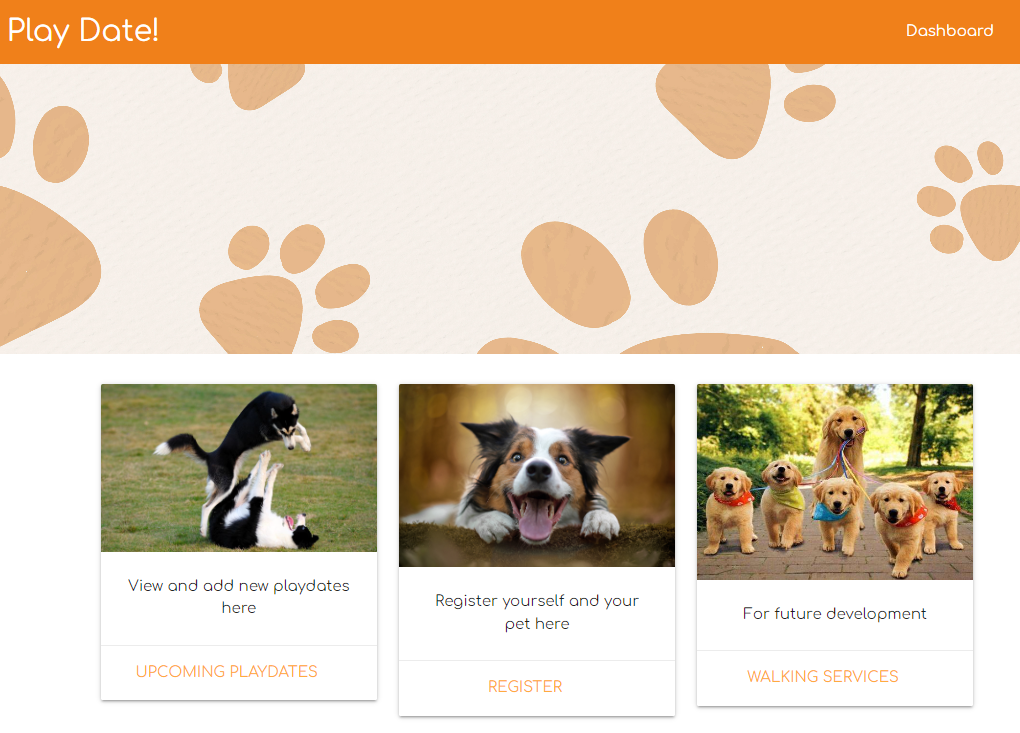 Play Date!
Dashboard
View and add new playdates
here
UPCOMING PLAYDATES
Register yourself and your
pet here
REGISTER
For future development
WALKING SERVICES